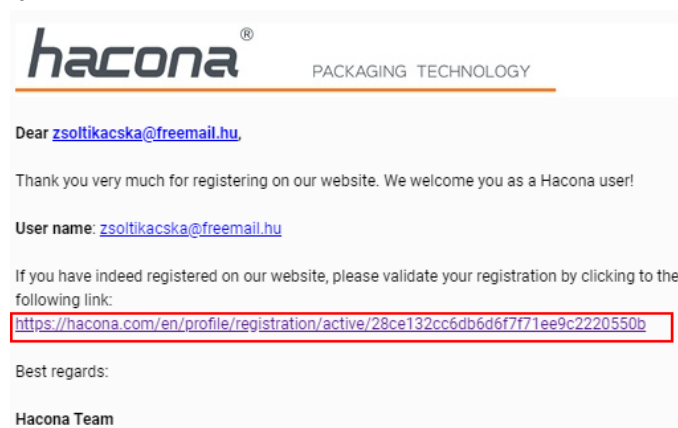 hacona®
PACKAGING TECHNOLOGY
Dear zsoltikacska@freemail.hu,
Thank you very much for registering on our website. We welcome you as a Hacona user!
User name: zsoltikacska@freemail.hu
If you have indeed registered on our website, please validate your registration by clicking to the
following link:
https://hacona.com/en/profile/registration/active/28ce132cc6db6d6f7f71ee9c2220550b
Best regards:
Hacona Team